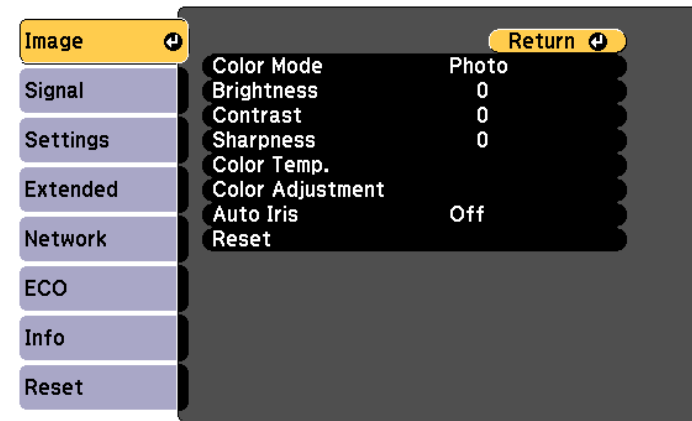 Image
Signal
Settings
Extended
Network
ECO
Info
Reset
Return
Color Mode Photo
Brightness 0
Contrast 0
Sharpness 0
Color Temp.
Color Adjustment
Auto Iris Off
Reset